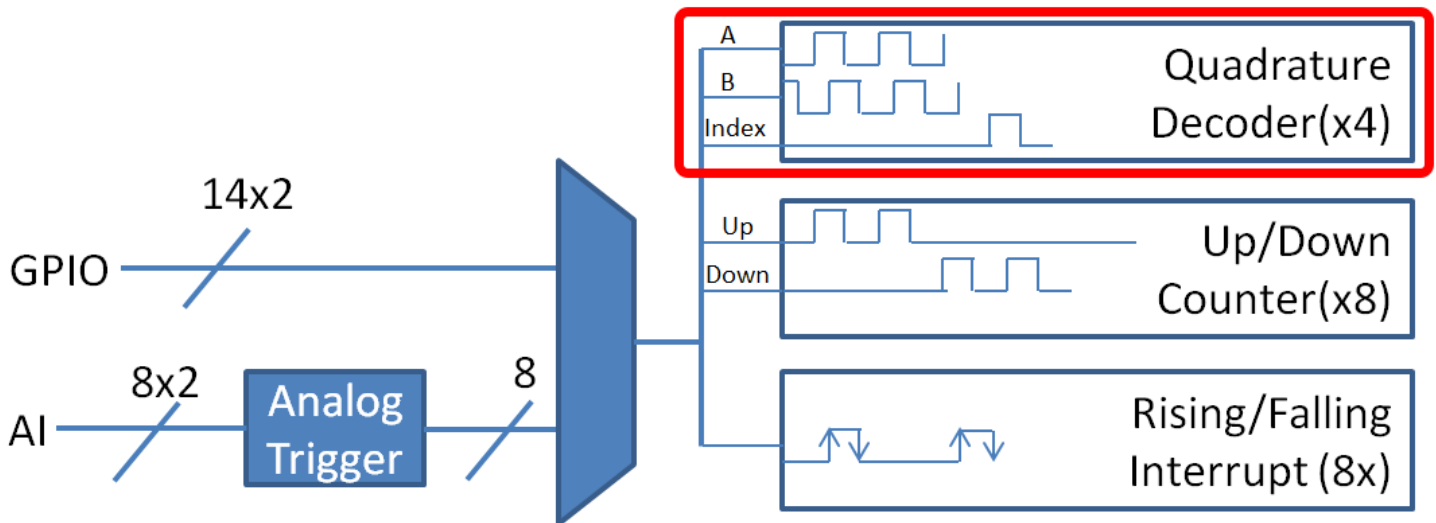 GPIO
14x2
AI
8x2
Analog
Trigger
8
A
B
Index
Quadrature
Decoder(x4)
Up
Down
Up/Down
Counter(x8)
Rising/Falling
Interrupt (8x)